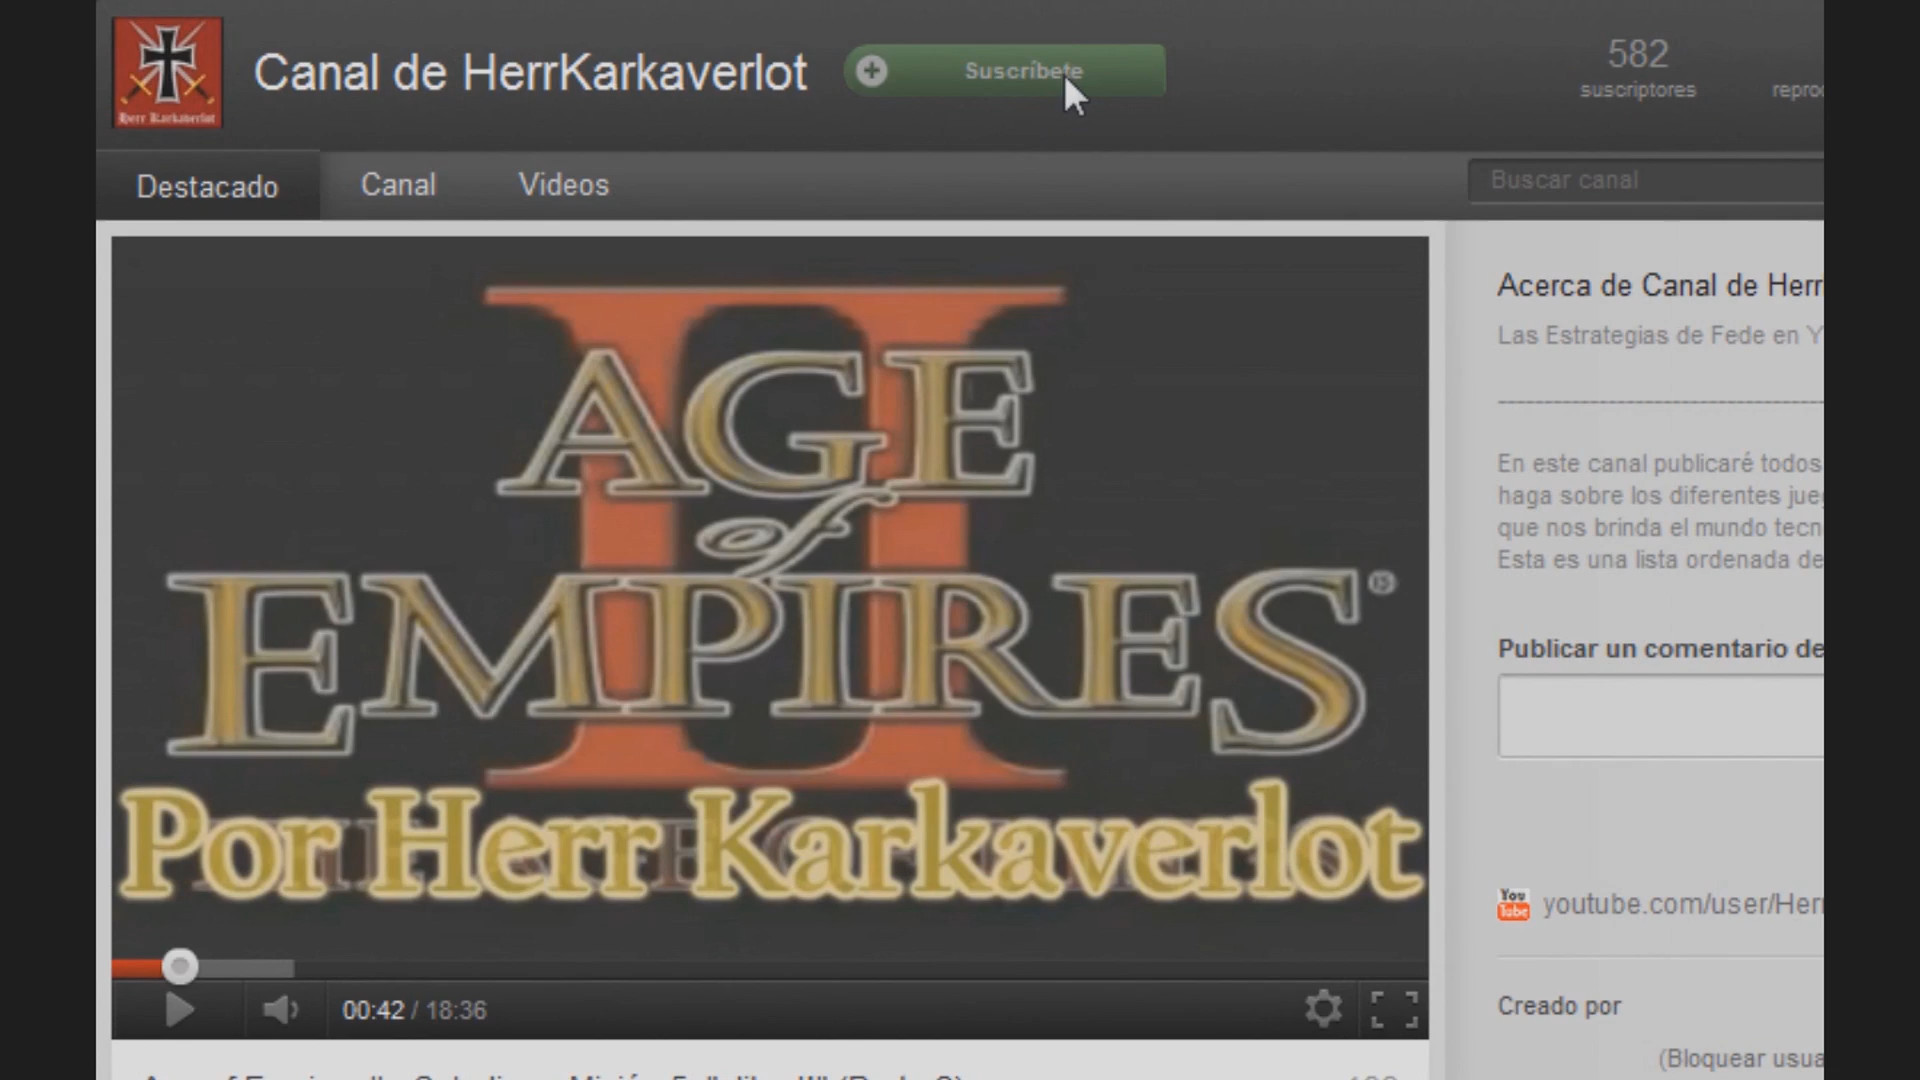 Herr Karkaverlot
Canal de HerrKarkaverlot
Suscríbete
582
suscriptores
Destacado
Canal
Videos
Buscar canal
AGE
of
EMPIRES®
II
Por Herr Karkaverlot
00:42 / 18:36
Acerca de Canal de Herr
Las Estrategias de Fede en Y
En este canal publicaré todos
haga sobre los diferentes jue
que nos brinda el mundo tecn
Esta es una lista ordenada de
Publicar un comentario de
You
Tube
youtube.com/user/Herr
Creado por
(Bloquear usua